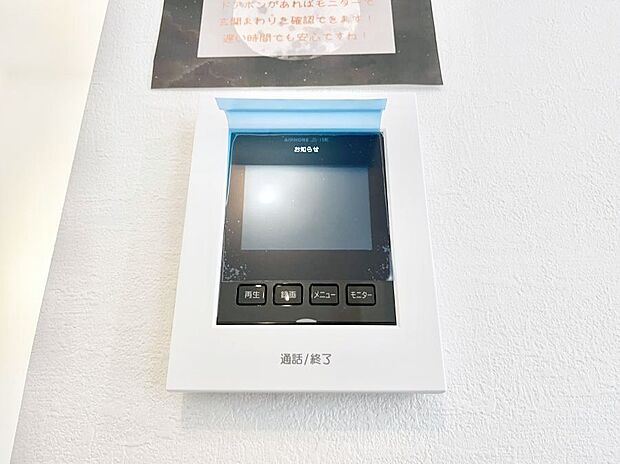 ドアホンがあればモニターで
玄関まわりを確認できます！
遅い時間でも安心ですね！
お知らせ
再生
録画
メニュー
モニター
通話/終了